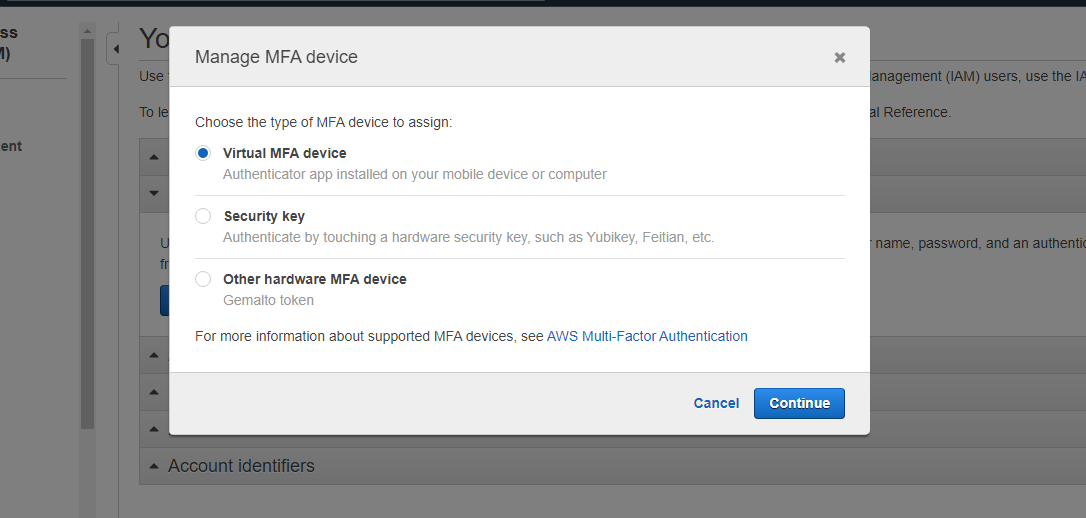 ss
Yo
M)
Manage MFA device
Use
anagement (IAM) users, use the IA
To le
al Reference.
Choose the type of MFA device to assign:
ent
Virtual MFA device
Authenticator app installed on your mobile device or computer
Security key
Authenticate by touching a hardware security key, such as Yubikey, Feitian, etc.
U
r name, password, and an authentic
fr
Other hardware MFA device
Gemalto token
For more information about supported MFA devices, see AWS Multi-Factor Authentication
Cancel
Continue
Account identifiers